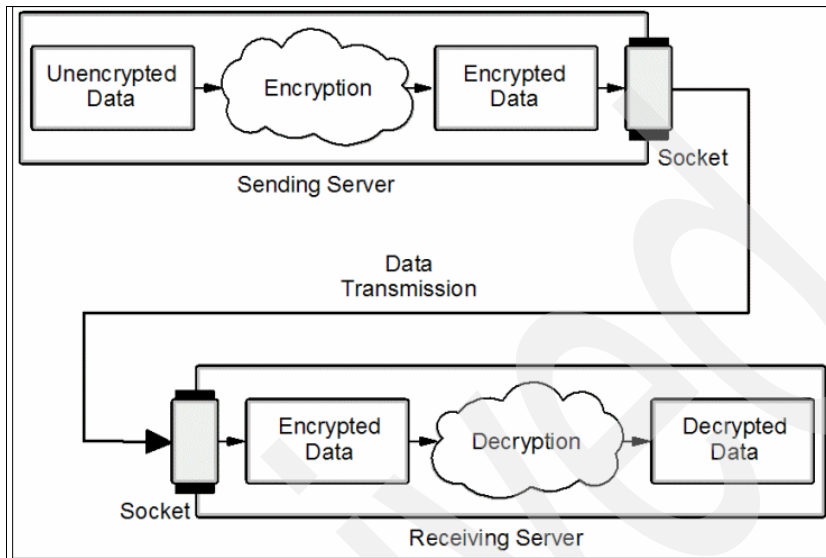 Unencrypted
Data
Encryption
Encrypted
Data
Socket
Sending Server
Data
Transmission
Encrypted
Data
Decryption
Decrypted
Data
Socket
Receiving Server